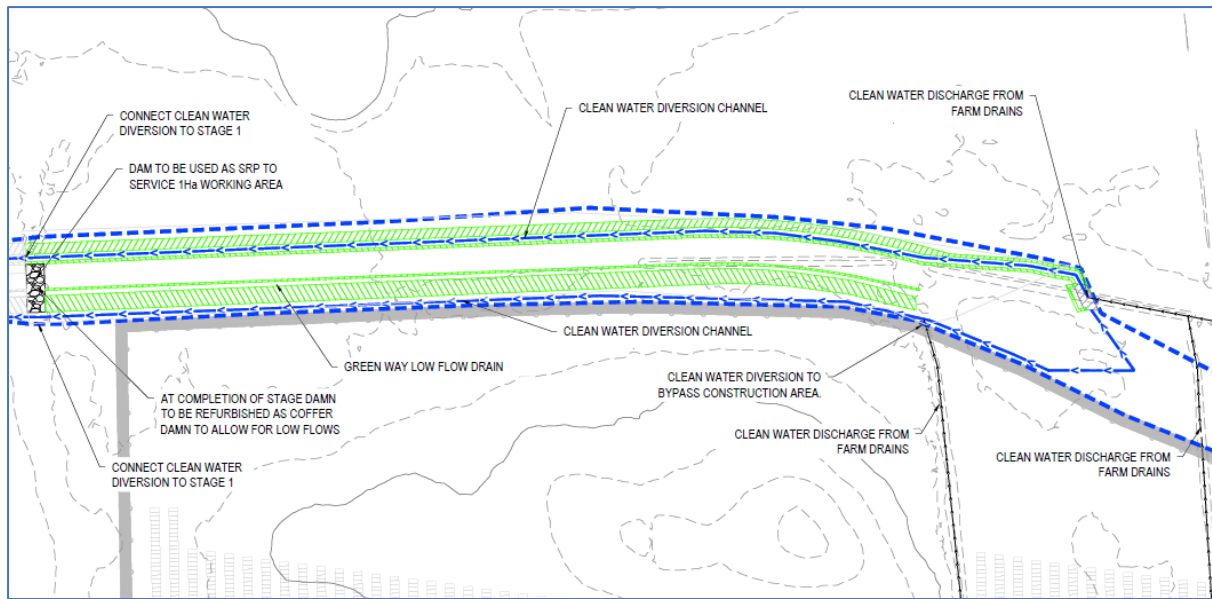 CONNECT CLEAN WATER
DIVERSION TO STAGE 1
DAM TO BE USED AS SRP TO
SERVICE 1Ha WORKING AREA
CLEAN WATER DIVERSION CHANNEL
CLEAN WATER DISCHARGE FROM
FARM DRAINS
CLEAN WATER DIVERSION CHANNEL
GREEN WAY LOW FLOW DRAIN
CLEAN WATER DIVERSION TO
BYPASS CONSTRUCTION AREA.
AT COMPLETION OF STAGE DAMN
TO BE REFURBISHED AS COFFER
DAMN TO ALLOW FOR LOW FLOWS
CLEAN WATER DISCHARGE FROM
FARM DRAINS
CLEAN WATER DISCHARGE FROM
FARM DRAINS
CONNECT CLEAN WATER
DIVERSION TO STAGE 1